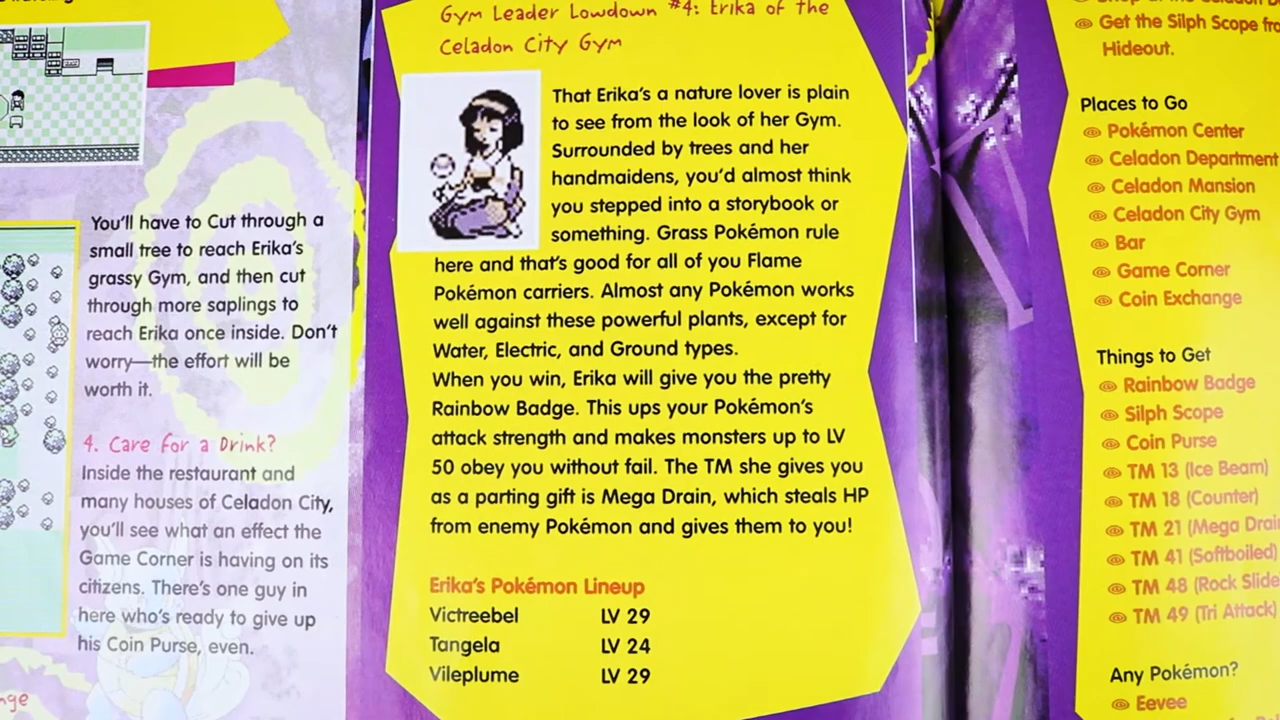 You'll have to Cut through a
small tree to reach Erika's
grassy Gym, and then cut
through more saplings to
reach Erika once inside. Don't
worry—the effort will be
worth it.
4. Care for a Drink?
Inside the restaurant and
many houses of Celadon City,
you'll see what an effect the
Game Corner is having on its
citizens. There's one guy in
here who's ready to give up
his Coin Purse, even.
Gym Leader Lowdown #4: Erika of the
Celadon City Gym
That Erika's a nature lover is plain
to see from the look of her Gym.
Surrounded by trees and her
handmaidens, you'd almost think
you stepped into a storybook or
something. Grass Pokémon rule
here and that's good for all of you Flame
Pokémon carriers. Almost any Pokémon works
well against these powerful plants, except for
Water, Electric, and Ground types.
When you win, Erika will give you the pretty
Rainbow Badge. This ups your Pokémon's
attack strength and makes monsters up to LV
50 obey you without fail. The TM she gives you
as a parting gift is Mega Drain, which steals HP
from enemy Pokémon and gives them to you!
Erika's Pokémon Lineup
Victreebel LV 29
Tangela LV 24
Vileplume LV 29
Get the Silph Scope
Hideout.
Places to Go
Pokémon Center
Celadon Department
Celadon Mansion
Celadon City Gym
Bar
Game Corner
Coin Exchange
Things to Get
Rainbow Badge
Silph Scope
Coin Purse
TM 13 (Ice Beam)
TM 18 (Counter)
TM 21 (Mega Drain
TM 41 (Softboiled)
TM 48 (Rock Slide
TM 49 (Tri Attack)
Any Pokémon?
Eevee